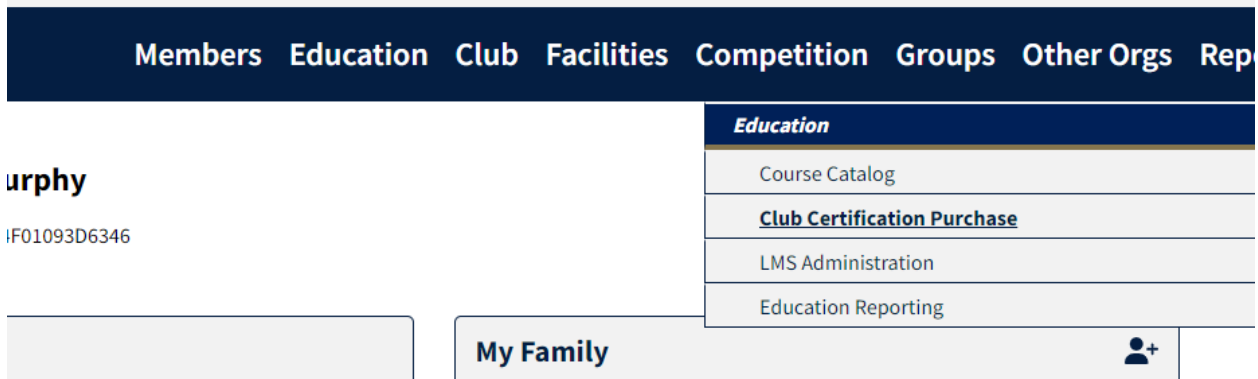 Members Education Club Facilities Competition Groups Other Orgs Rep
Education
Course Catalog
Club Certification Purchase
LMS Administration
Education Reporting
urphy
F01093D6346
My Family